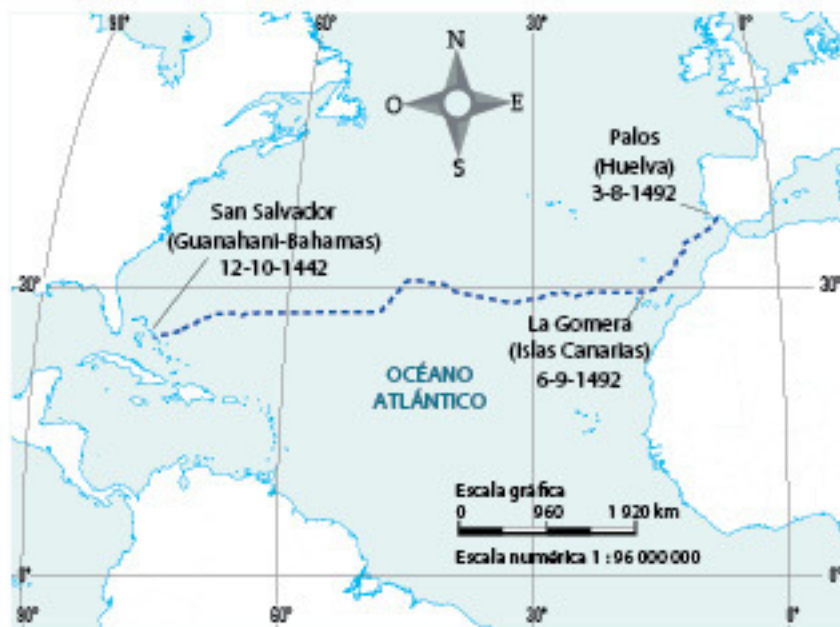 90°
60°
30°
0°
N
O
E
S
Palos
(Huelva)
3-8-1492
San Salvador
(Guanahani-Bahamas)
12-10-1442
30°
30°
La Gomera
(Islas Canarias)
6-9-1492
OCÉANO
ATLÁNTICO
Escala gráfica
0 960 1 920 km
Escala numérica 1 : 96 000 000
0°
0°
90°
60°
30°
0°